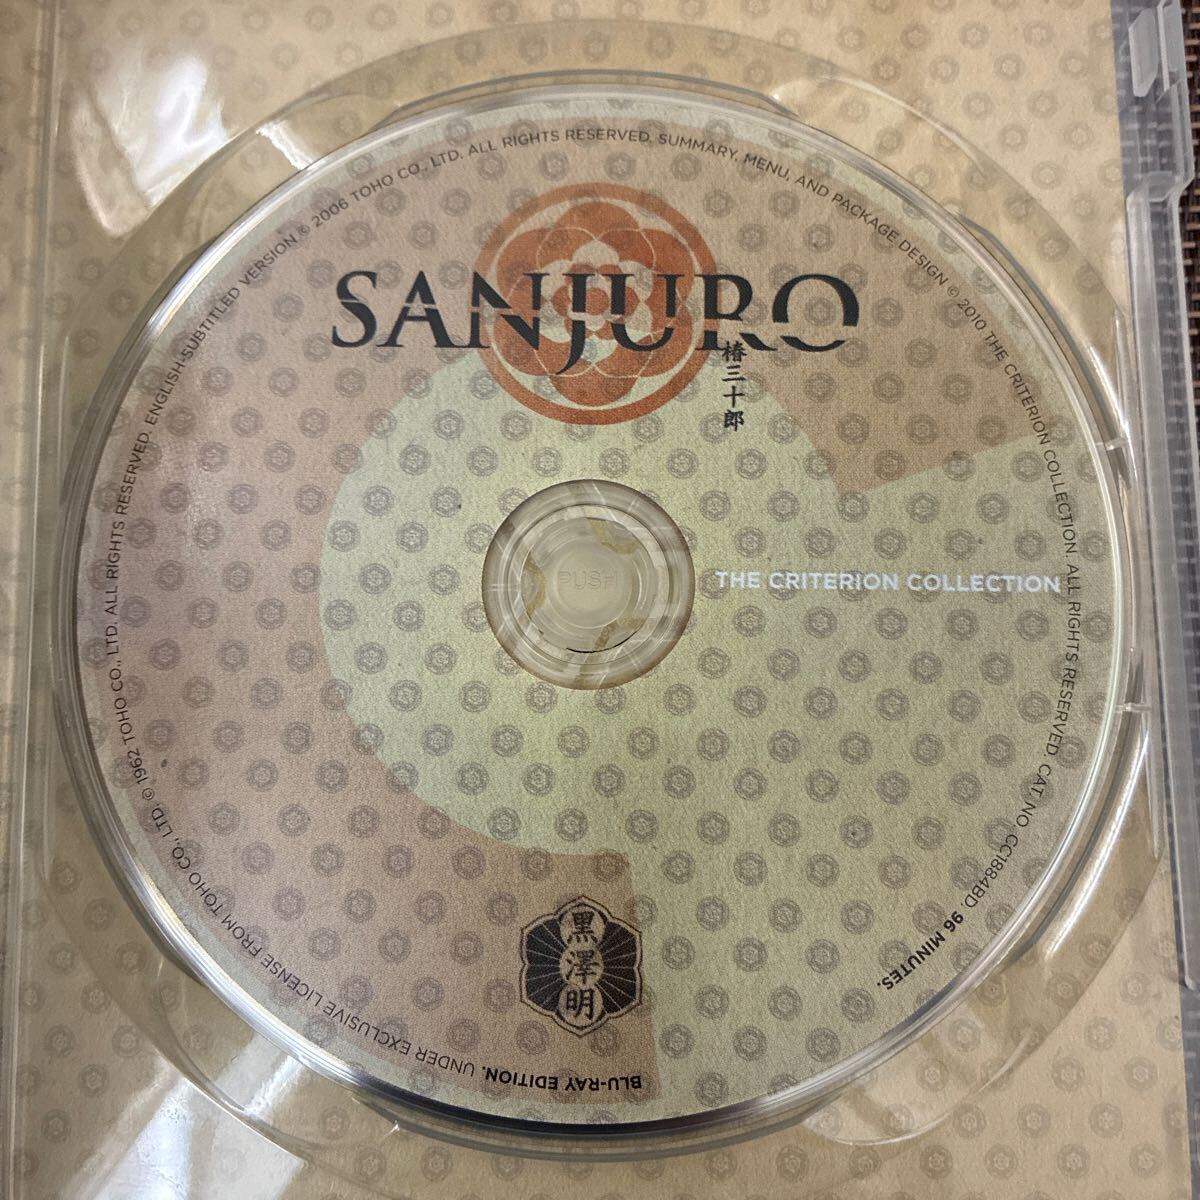 SANJURO
椿三十郎
THE CRITERION COLLECTION
PUSH
黒澤明
BLU-RAY EDITION. UNDER EXCLUSIVE LICENSE FROM TOHO CO., LTD. © 1962 TOHO CO., LTD. ALL RIGHTS RESERVED. ENGLISH-SUBTITLED VERSION © 2006 TOHO CO., LTD. ALL RIGHTS RESERVED. SUMMARY, MENU, AND PACKAGE DESIGN © 2010 THE CRITERION COLLECTION. ALL RIGHTS RESERVED. CAT. NO. CC1884BD. 96 MINUTES.